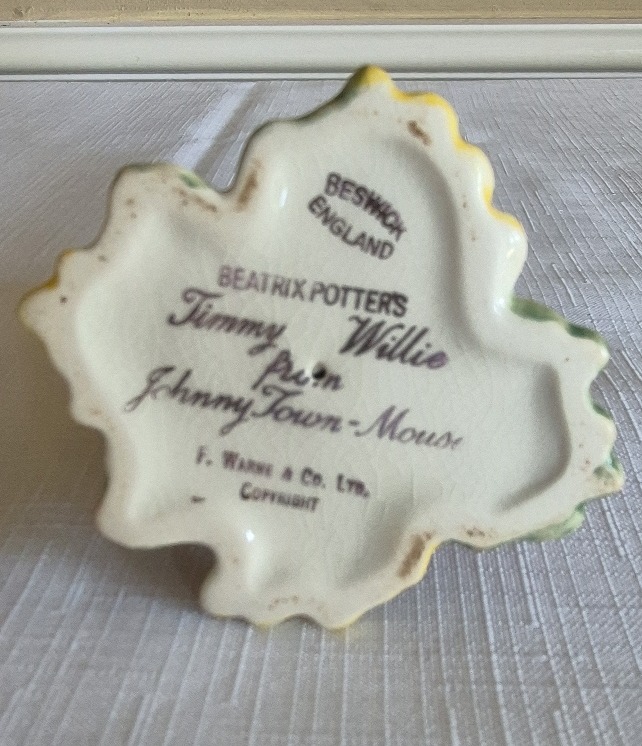 BESWICK
ENGLAND
BEATRIX POTTER'S
Timmy Willie
from
Johnny Town-Mouse
F. WARNE & CO. LTD.
COPYRIGHT